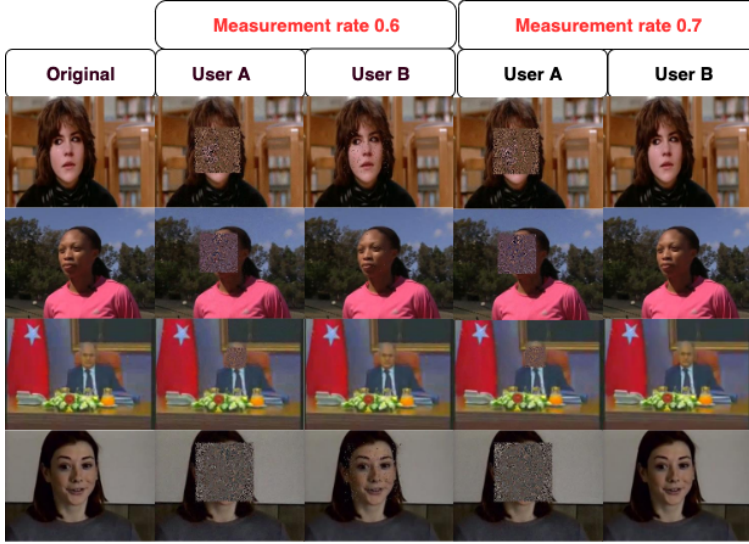 Measurement rate 0.6
Measurement rate 0.7
Original
User A
User B
User A
User B